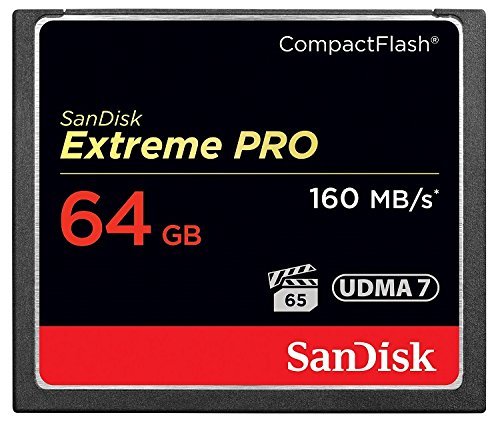 CompactFlash®
SanDisk
Extreme PRO
160 MB/s*
64 GB
65
UDMA 7
SanDisk